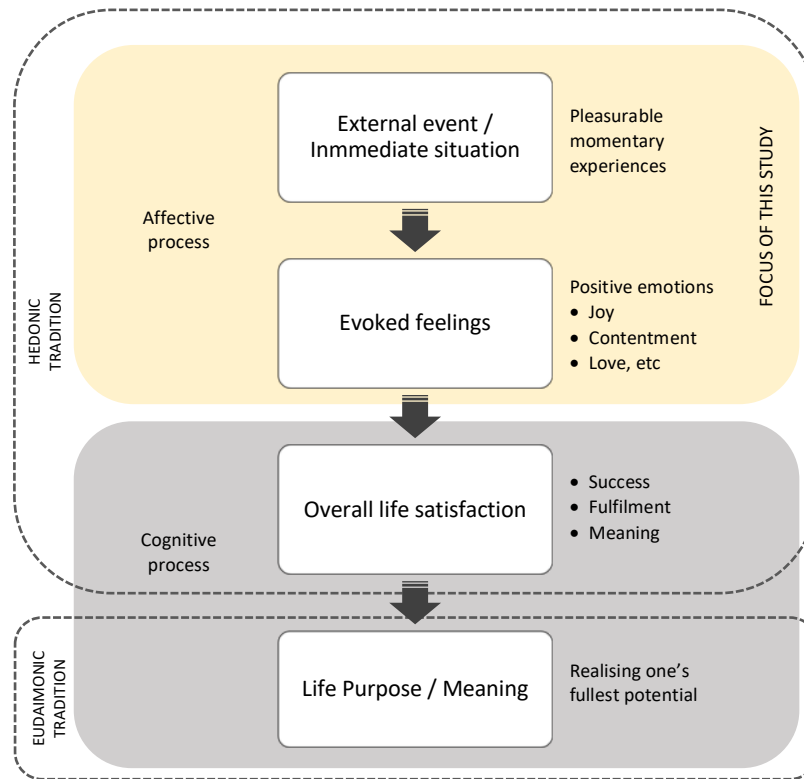 External event /
Inmmediate situation
Pleasurable
momentary
experiences
FOCUS OF THIS STUDY
Affective
process
Evoked feelings
Positive emotions
• Joy
• Contentment
• Love, etc
HEDONIC
TRADITION
Overall life satisfaction
• Success
• Fulfilment
• Meaning
Cognitive
process
Life Purpose / Meaning
Realising one’s
fullest potential
EUDAIMONIC
TRADITION